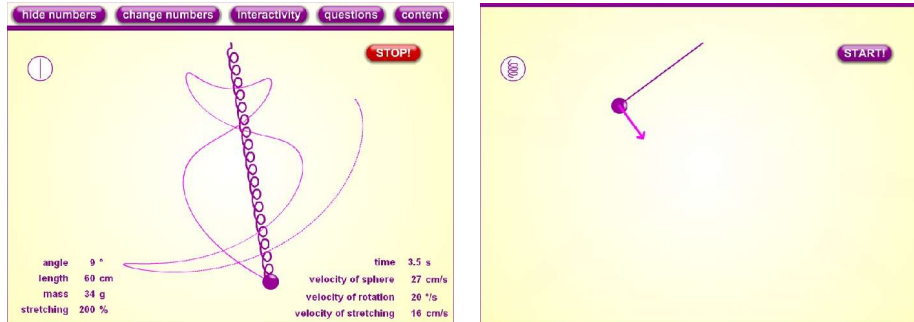 hide numbers change numbers interactivity questions content
STOP!
START!
angle 9 °
length 60 cm
mass 34 g
stretching 200 %
time 3.5 s
velocity of sphere 27 cm/s
velocity of rotation 20 °/s
velocity of stretching 16 cm/s